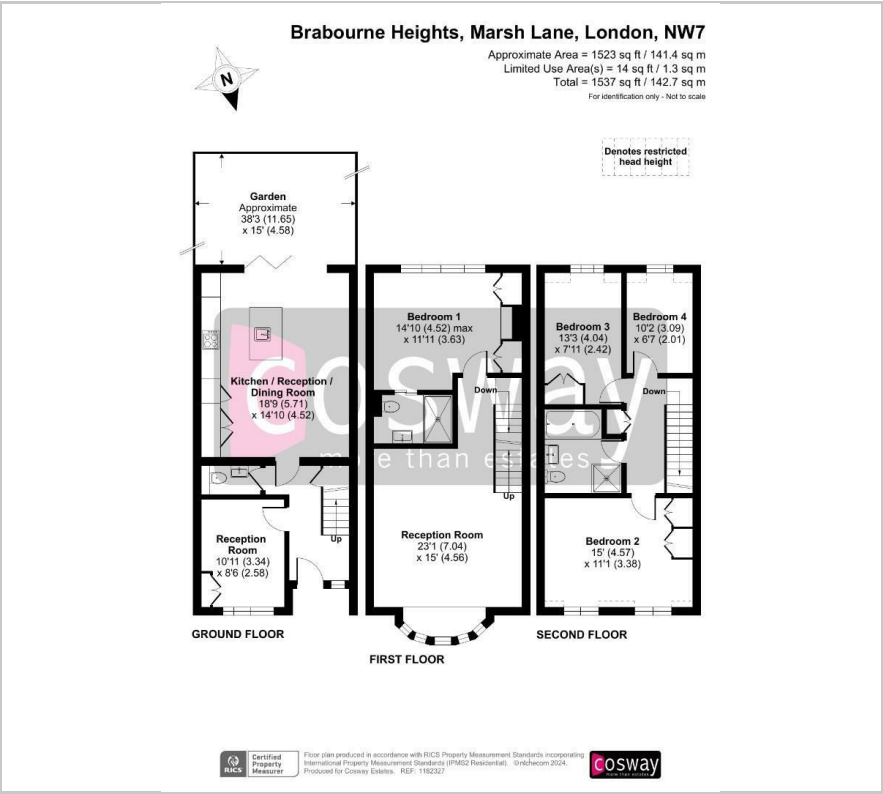 Brabourne Heights, Marsh Lane, London, NW7
Approximate Area = 1523 sq ft / 141.4 sq m
Limited Use Area(s) = 14 sq ft / 1.3 sq m
Total = 1537 sq ft / 142.7 sq m
For identification only - Not to scale
N
Denotes restricted
head height
Garden
Approximate
38'3 (11.65)
x 15' (4.58)
Kitchen / Reception /
Dining Room
18'9 (5.71)
x 14'10 (4.52)
Reception
Room
10'11 (3.34)
x 8'6 (2.58)
Up
GROUND FLOOR
Bedroom 1
14'10 (4.52) max
x 11'11 (3.63)
Down
Up
Reception Room
23'1 (7.04)
x 15' (4.56)
FIRST FLOOR
Bedroom 3
13'3 (4.04)
x 7'11 (2.42)
Bedroom 4
10'2 (3.09)
x 6'7 (2.01)
Down
Bedroom 2
15' (4.57)
x 11'1 (3.38)
SECOND FLOOR
cosway
more than estates
RICS
Certified
Property
Measurer
Floor plan produced in accordance with RICS Property Measurement Standards incorporating
International Property Measurement Standards (IPMS2 Residential). ©nichecom 2024.
Produced for Cosway Estates. REF: 1182327
cosway
more than estates